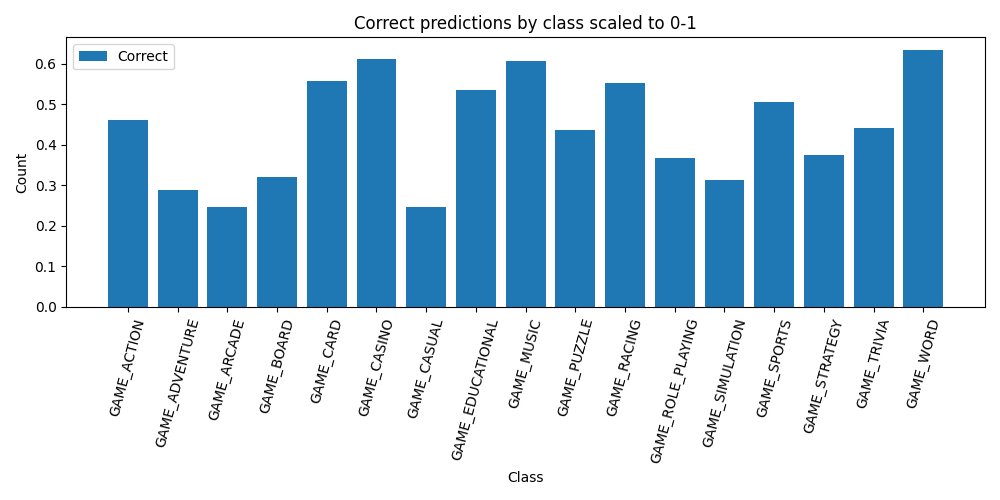 Correct predictions by class scaled to 0-1
Correct
Count
0.6
0.5
0.4
0.3
0.2
0.1
0.0
GAME_ACTION
GAME_ADVENTURE
GAME_ARCADE
GAME_BOARD
GAME_CARD
GAME_CASINO
GAME_CASUAL
GAME_EDUCATIONAL
GAME_MUSIC
GAME_PUZZLE
GAME_RACING
GAME_ROLE_PLAYING
GAME_SIMULATION
GAME_SPORTS
GAME_STRATEGY
GAME_TRIVIA
GAME_WORD
Class